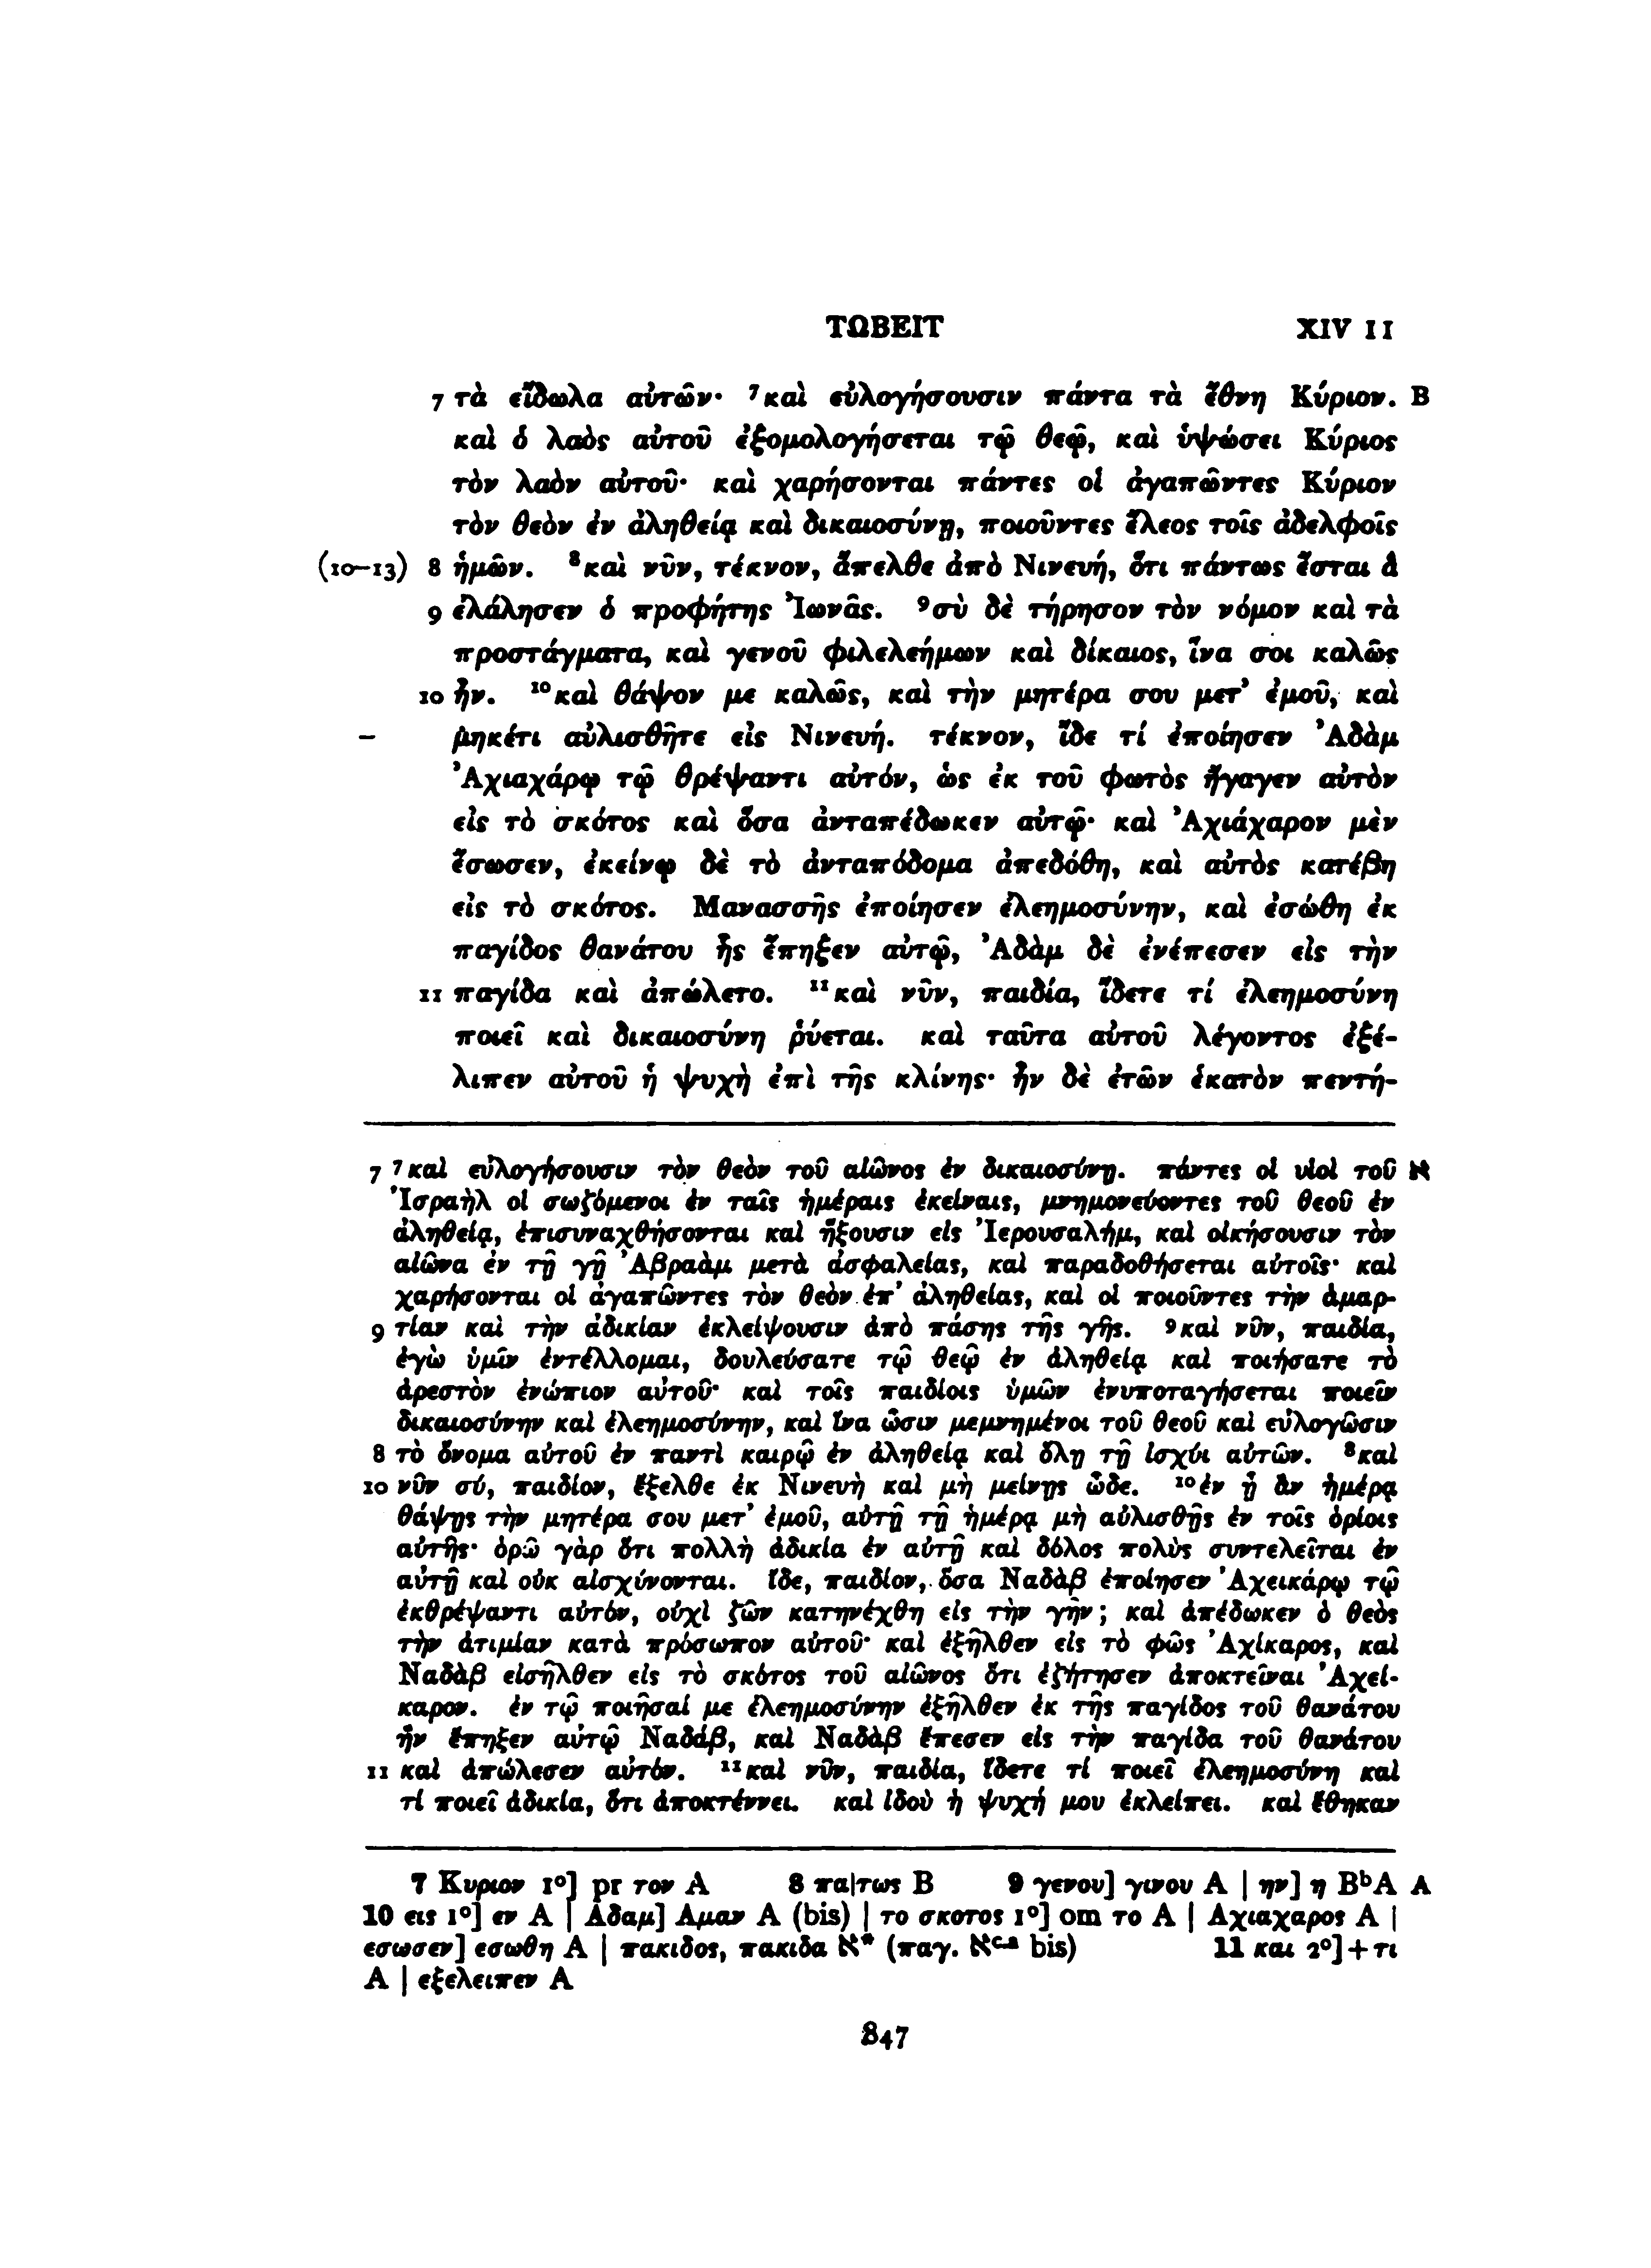 ΤΩΒΕΙΤ XIV 11
7 τὰ εἴδωλα αὐτῶν· ⁷καὶ εὐλογήσουσιν πάντα τὰ ἔθνη Κύριον. B
καὶ ὁ λαὸς αὐτοῦ ἐξομολογήσεται τῷ θεῷ, καὶ ὑψώσει Κύριος
τὸν λαὸν αὐτοῦ· καὶ χαρήσονται πάντες οἱ ἀγαπῶντες Κύριον
τὸν θεὸν ἐν ἀληθείᾳ καὶ δικαιοσύνῃ, ποιοῦντες ἔλεος τοῖς ἀδελφοῖς
(10–13) 8 ἡμῶν. ⁸καὶ νῦν, τέκνον, ἄπελθε ἀπὸ Νινευή, ὅτι πάντως ἔσται ἃ
9 ἐλάλησεν ὁ προφήτης Ἰωνᾶς. ⁹σὺ δὲ τήρησον τὸν νόμον καὶ τὰ
προστάγματα, καὶ γενοῦ φιλελεήμων καὶ δίκαιος, ἵνα σοι καλῶς
10 ἦν. ¹⁰καὶ θάψον με καλῶς, καὶ τὴν μητέρα σου μετ’ ἐμοῦ, καὶ
μηκέτι αὐλισθῆτε εἰς Νινευή. τέκνον, ἴδε τί ἐποίησεν Ἀδὰμ
Ἀχιαχάρῳ τῷ θρέψαντι αὐτόν, ὡς ἐκ τοῦ φωτὸς ἤγαγεν αὐτὸν
εἰς τὸ σκότος καὶ ὅσα ἀνταπέδωκεν αὐτῷ· καὶ Ἀχιάχαρον μὲν
ἔσωσεν, ἐκείνῳ δὲ τὸ ἀνταπόδομα ἀπεδόθη, καὶ αὐτὸς κατέβη
εἰς τὸ σκότος. Μανασσῆς ἐποίησεν ἐλεημοσύνην, καὶ ἐσώθη ἐκ
παγίδος θανάτου ἧς ἔπηξεν αὐτῷ, Ἀδὰμ δὲ ἐνέπεσεν εἰς τὴν
11 παγίδα καὶ ἀπώλετο. ¹¹καὶ νῦν, παιδία, ἴδετε τί ἐλεημοσύνη
ποιεῖ καὶ δικαιοσύνη ῥύεται. καὶ ταῦτα αὐτοῦ λέγοντος ἐξέ-
λιπεν αὐτοῦ ἡ ψυχὴ ἐπὶ τῆς κλίνης· ἦν δὲ ἐτῶν ἑκατὸν πεντή-
7 ⁷καὶ εὐλογήσουσιν τὸν θεὸν τοῦ αἰῶνος ἐν δικαιοσύνῃ. πάντες οἱ υἱοὶ τοῦ א
Ἰσραὴλ οἱ σωζόμενοι ἐν ταῖς ἡμέραις ἐκείναις, μνημονεύοντες τοῦ θεοῦ ἐν
ἀληθείᾳ, ἐπισυναχθήσονται καὶ ἥξουσιν εἰς Ἰερουσαλήμ, καὶ οἰκήσουσιν τὸν
αἰῶνα ἐν τῇ γῇ Ἀβραὰμ μετὰ ἀσφαλείας, καὶ παραδοθήσεται αὐτοῖς· καὶ
χαρήσονται οἱ ἀγαπῶντες τὸν θεὸν ἐπ’ ἀληθείας, καὶ οἱ ποιοῦντες τὴν ἁμαρ-
9 τίαν καὶ τὴν ἀδικίαν ἐκλείψουσιν ἀπὸ πάσης τῆς γῆς. ⁹καὶ νῦν, παιδία,
ἐγὼ ὑμῖν ἐντέλλομαι, δουλεύσατε τῷ θεῷ ἐν ἀληθείᾳ καὶ ποιήσατε τὸ
ἀρεστὸν ἐνώπιον αὐτοῦ· καὶ τοῖς παιδίοις ὑμῶν ἐνυποταγήσεται ποιεῖν
δικαιοσύνην καὶ ἐλεημοσύνην, καὶ ἵνα ὦσιν μεμνημένοι τοῦ θεοῦ καὶ εὐλογῶσιν
8 τὸ ὄνομα αὐτοῦ ἐν παντὶ καιρῷ ἐν ἀληθείᾳ καὶ ὅλῃ τῇ ἰσχύι αὐτῶν. ⁸καὶ
10 νῦν σύ, παιδίον, ἔξελθε ἐκ Νινευὴ καὶ μὴ μείνῃς ὧδε. ¹⁰ἐν ᾗ ἂν ἡμέρᾳ
θάψῃς τὴν μητέρα σου μετ’ ἐμοῦ, αὐτῇ τῇ ἡμέρᾳ μὴ αὐλισθῇς ἐν τοῖς ὁρίοις
αὐτῆς· ὁρῶ γὰρ ὅτι πολλὴ ἀδικία ἐν αὐτῇ καὶ δόλος πολὺς συντελεῖται ἐν
αὐτῇ καὶ οὐκ αἰσχύνονται. ἴδε, παιδίον, ὅσα Ναδὰβ ἐποίησεν Ἀχεικάρῳ τῷ
ἐκθρέψαντι αὐτόν, οὐχὶ ζῶν κατηνέχθη εἰς τὴν γῆν; καὶ ἀπέδωκεν ὁ θεὸς
τὴν ἀτιμίαν κατὰ πρόσωπον αὐτοῦ· καὶ ἐξῆλθεν εἰς τὸ φῶς Ἀχίκαρος, καὶ
Ναδὰβ εἰσῆλθεν εἰς τὸ σκότος τοῦ αἰῶνος ὅτι ἐζήτησεν ἀποκτεῖναι Ἀχεί-
καρον. ἐν τῷ ποιῆσαί με ἐλεημοσύνην ἐξῆλθεν ἐκ τῆς παγίδος τοῦ θανάτου
ἣν ἔπηξεν αὐτῷ Ναδάβ, καὶ Ναδὰβ ἔπεσεν εἰς τὴν παγίδα τοῦ θανάτου
11 καὶ ἀπώλεσεν αὐτόν. ¹¹καὶ νῦν, παιδία, ἴδετε τί ποιεῖ ἐλεημοσύνη καὶ
τί ποιεῖ ἀδικία, ὅτι ἀποκτέννει. καὶ ἰδοὺ ἡ ψυχή μου ἐκλείπει. καὶ ἔθηκαν
7 Κυριον 1°] pr τον A 8 πα|τως B 9 γενου] γινου A | ην] η BᵇA A
10 εις 1°] εν A | Αδαμ] Αμαν A (bis) | το σκοτος 1°] om το A | Αχιαχαρος A |
εσωσεν] εσωθη A | πακιδος, πακιδα א* (παγ. אᶜ·ᵃ bis) 11 και 2°]+τι
A | εξελειπεν A
847